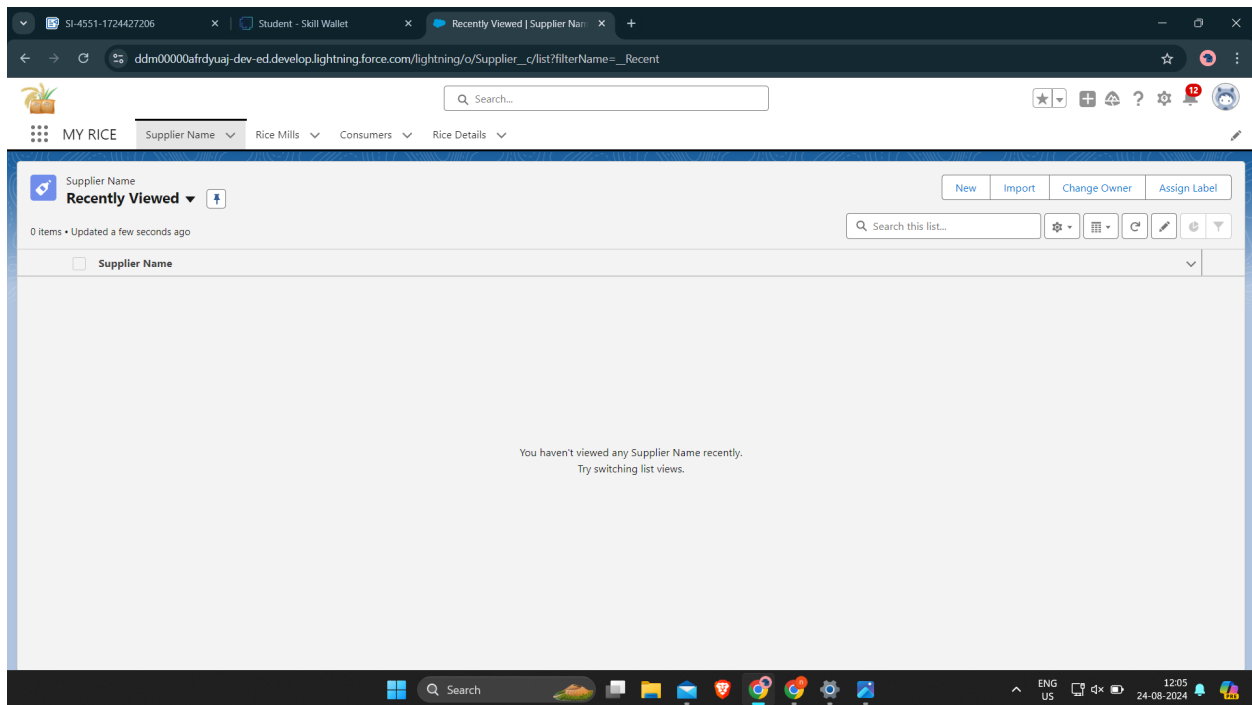 SI-4551-1724427206
Student - Skill Wallet
Recently Viewed | Supplier Nam
ddm00000afrdyuaj-dev-ed.develop.lightning.force.com/lightning/o/Supplier__c/list?filterName=__Recent
Search...
12
MY RICE
Supplier Name
Rice Mills
Consumers
Rice Details
Supplier Name
Recently Viewed
New
Import
Change Owner
Assign Label
0 items • Updated a few seconds ago
Search this list...
Supplier Name
You haven't viewed any Supplier Name recently.
Try switching list views.
Search
ENG
US
12:05
24-08-2024